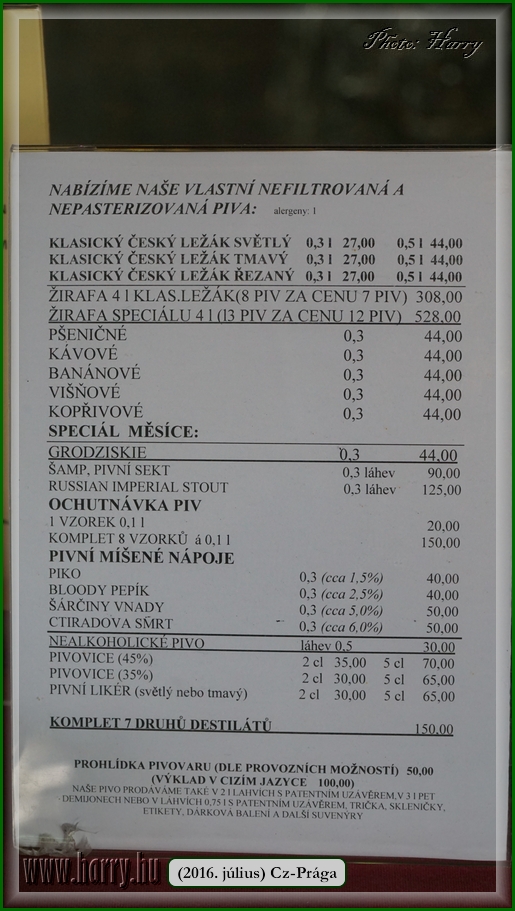 Photo: Harry
NABÍZÍME NAŠE VLASTNÍ NEFILTROVANÁ A
NEPASTERIZOVANÁ PIVA: alergeny: 1
KLASICKÝ ČESKÝ LEŽÁK SVĚTLÝ 0,3 l 27,00 0,5 l 44,00
KLASICKÝ ČESKÝ LEŽÁK TMAVÝ 0,3 l 27,00 0,5 l 44,00
KLASICKÝ ČESKÝ LEŽÁK ŘEZANÝ 0,3 l 27,00 0,5 l 44,00
ŽIRAFA 4 l KLAS.LEŽÁK(8 PIV ZA CENU 7 PIV) 308,00
ŽIRAFA SPECIÁLU 4 l (13 PIV ZA CENU 12 PIV) 528,00
PŠENIČNÉ 0,3 44,00
KÁVOVÉ 0,3 44,00
BANÁNOVÉ 0,3 44,00
VIŠŇOVÉ 0,3 44,00
KOPŘIVOVÉ 0,3 44,00
SPECIÁL MĚSÍCE:
GRODZISKIE 0,3 44,00
ŠAMP, PIVNÍ SEKT 0,3 láhev 90,00
RUSSIAN IMPERIAL STOUT 0,3 láhev 125,00
OCHUTNÁVKA PIV
1 VZOREK 0,1 l 20,00
KOMPLET 8 VZORKŮ á 0,1 l 150,00
PIVNÍ MÍŠENÉ NÁPOJE
PIKO 0,3 (cca 1,5%) 40,00
BLOODY PEPÍK 0,3 (cca 2,5%) 40,00
ŠÁRČINY VNADY 0,3 (cca 5,0%) 50,00
CTIRADOVA SMRT 0,3 (cca 6,0%) 50,00
NEALKOHOLICKÉ PIVO láhev 0,5 30,00
PIVOVICE (45%) 2 cl 35,00 5 cl 70,00
PIVOVICE (35%) 2 cl 30,00 5 cl 65,00
PIVNÍ LIKÉR (světlý nebo tmavý) 2 cl 30,00 5 cl 65,00
KOMPLET 7 DRUHŮ DESTILÁTŮ 150,00
PROHLÍDKA PIVOVARU (DLE PROVOZNÍCH MOŽNOSTÍ) 50,00
(VÝKLAD V CIZÍM JAZYCE 100,00)
NAŠE PIVO PRODÁVÁME TAKÉ V 2 l LAHVÍCH S PATENTNÍM UZÁVĚREM, V 3 l PET
DEMIJONECH NEBO V LÁHVÍCH 0,75 l S PATENTNÍM UZÁVĚREM, TRIČKA, SKLENIČKY,
ETIKETY, DÁRKOVÁ BALENÍ A DALŠÍ SUVENÝRY
www.harry.hu
(2016. július) Cz-Prága